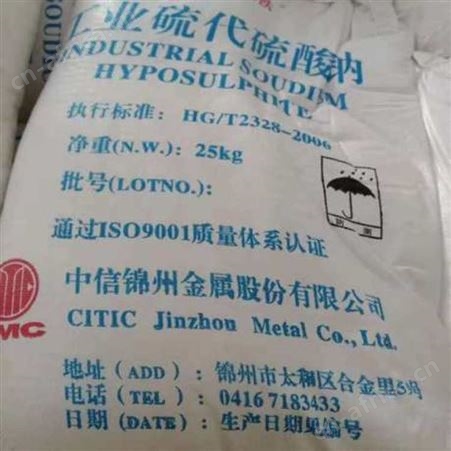 工业硫代硫酸钠
INDUSTRIAL SOUDIUM
HYPOSULPHITE
执行标准：HG/T2328-2006
净重(N.W.)：25kg
批号(LOTNO.)：
通过ISO9001质量体系认证
中信锦州金属股份有限公司
CITIC Jinzhou Metal Co.,Ltd.
MC
地址（ADD）：锦州市太和区合金里5号
电话（TEL）：0416 7183433
日期（DATE）：生产日期见编号